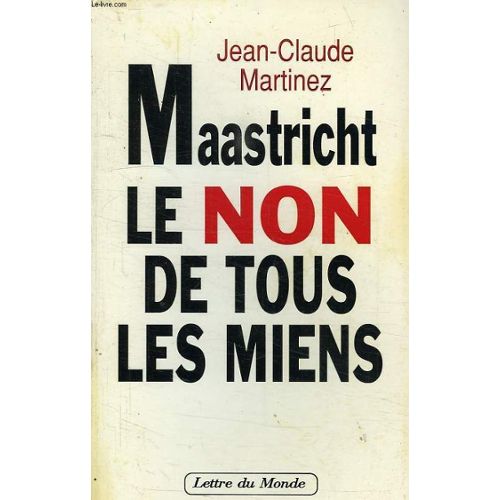 Le-livre.com
Jean-Claude
Martinez
Maastricht
LE NON
DE TOUS
LES MIENS
Lettre du Monde